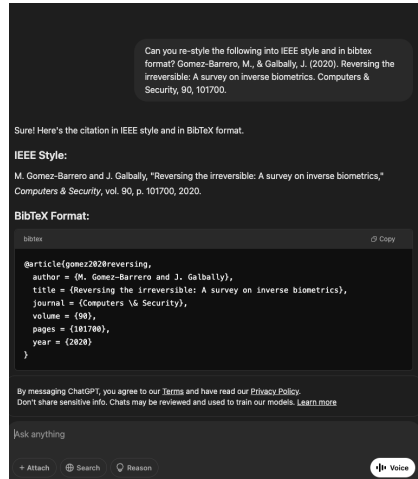 Can you re-style the following into IEEE style and in bibtex
format? Gomez-Barrero, M., & Galbally, J. (2020). Reversing the
irreversible: A survey on inverse biometrics. Computers &
Security, 90, 101700.
Sure! Here's the citation in IEEE style and in BibTeX format.
IEEE Style:
M. Gomez-Barrero and J. Galbally, "Reversing the irreversible: A survey on inverse biometrics,"
Computers & Security, vol. 90, p. 101700, 2020.
BibTeX Format:
bibtex Copy
@article{gomez2020reversing,
  author = {M. Gomez-Barrero and J. Galbally},
  title = {Reversing the irreversible: A survey on inverse biometrics},
  journal = {Computers \& Security},
  volume = {90},
  pages = {101700},
  year = {2020}
}
By messaging ChatGPT, you agree to our Terms and have read our Privacy Policy.
Don't share sensitive info. Chats may be reviewed and used to train our models. Learn more
Ask anything
+ Attach Search Reason Voice